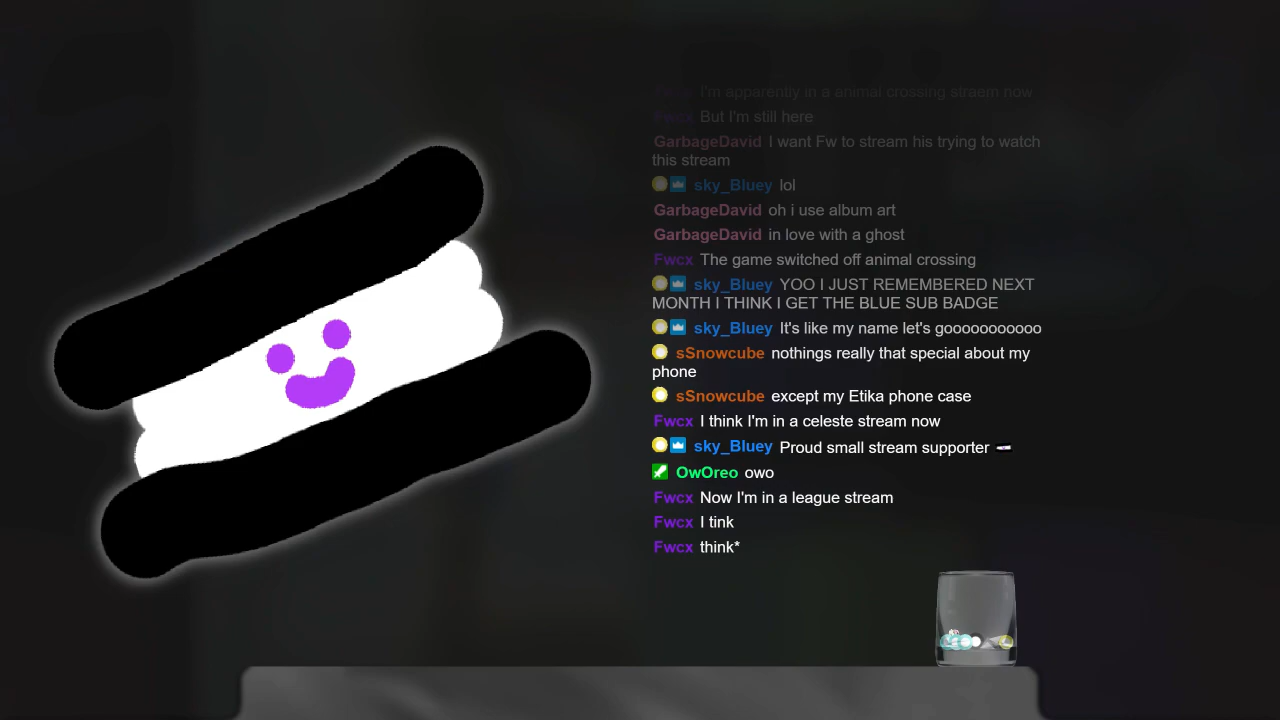 Fwcx I'm apparently in a animal crossing straem now
Fwcx But I'm still here
GarbageDavid I want Fw to stream his trying to watch
this stream
sky_Bluey lol
GarbageDavid oh i use album art
GarbageDavid in love with a ghost
Fwcx The game switched off animal crossing
sky_Bluey YOO I JUST REMEMBERED NEXT
MONTH I THINK I GET THE BLUE SUB BADGE
sky_Bluey It's like my name let's gooooooooooo
sSnowcube nothings really that special about my
phone
sSnowcube except my Etika phone case
Fwcx I think I'm in a celeste stream now
sky_Bluey Proud small stream supporter
OwOreo owo
Fwcx Now I'm in a league stream
Fwcx I tink
Fwcx think*